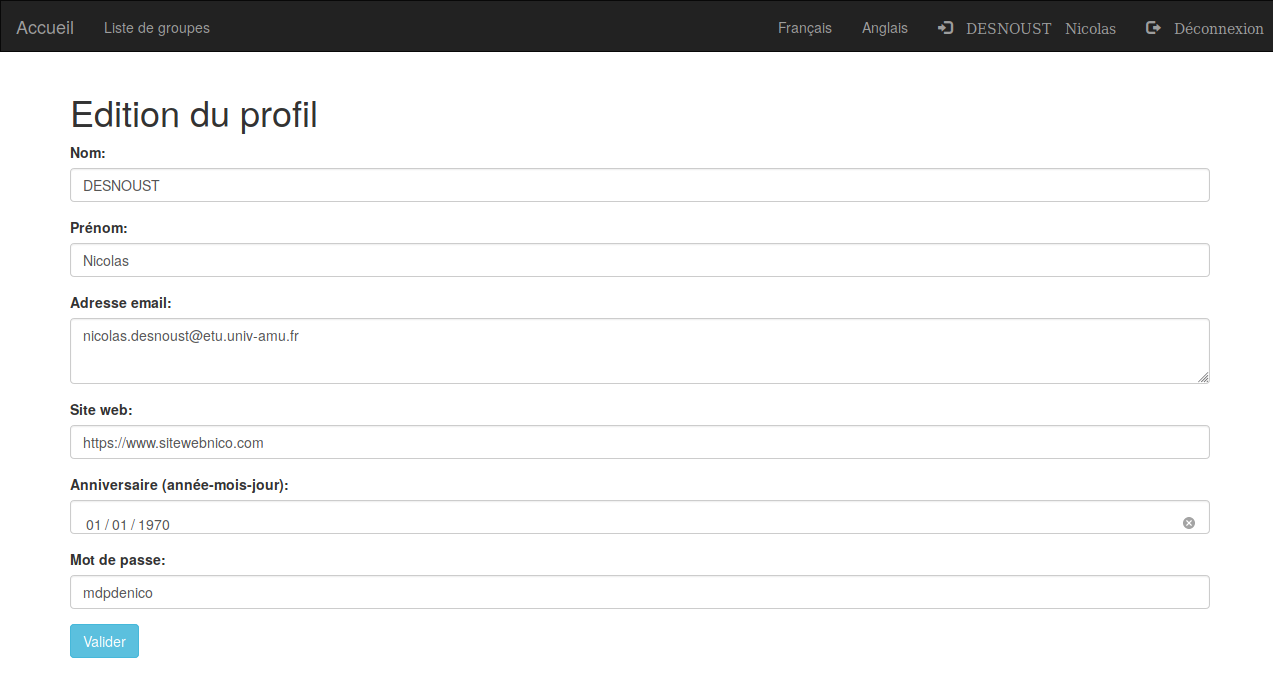 Accueil Liste de groupes Français Anglais DESNOUST Nicolas Déconnexion
Edition du profil
Nom:
DESNOUST
Prénom:
Nicolas
Adresse email:
nicolas.desnoust@etu.univ-amu.fr
Site web:
https://www.sitewebnico.com
Anniversaire (année-mois-jour):
01 / 01 / 1970
Mot de passe:
mdpdenico
Valider